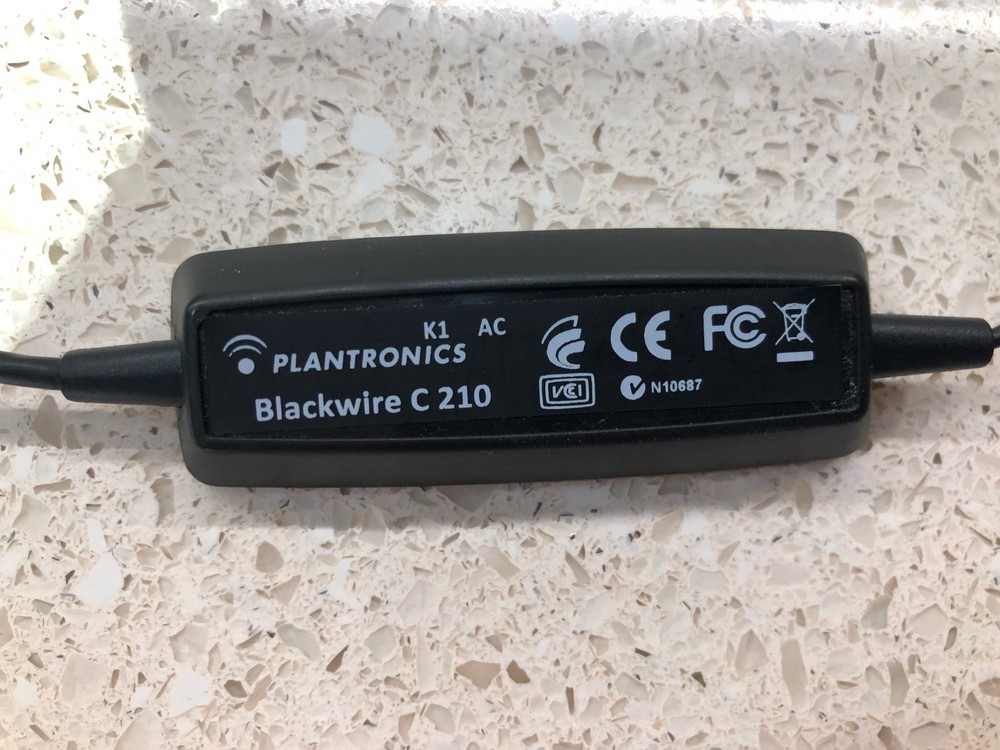 K1 AC
PLANTRONICS
Blackwire C 210
CE FC
VCI N10687